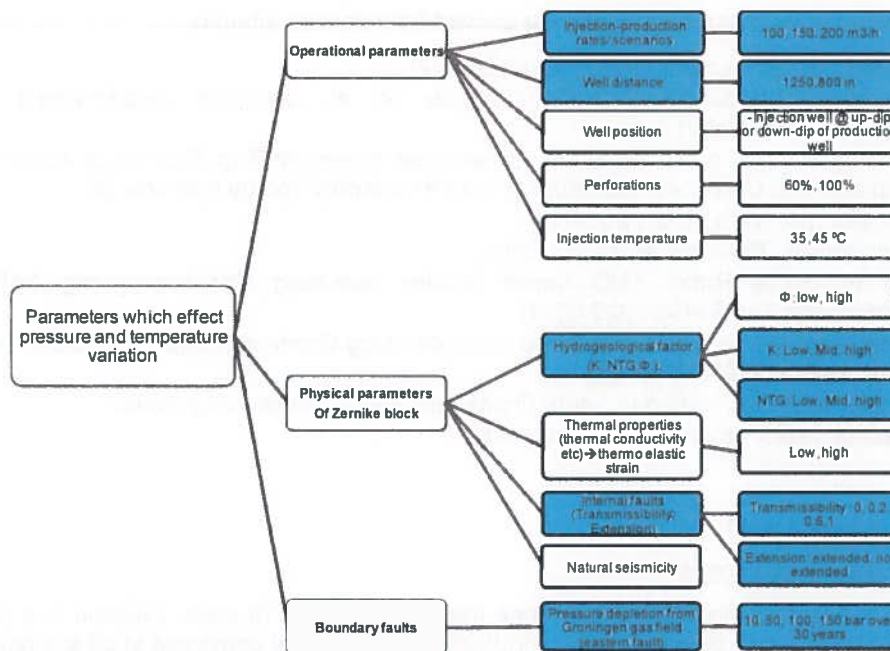 Operational parameters
Injection-production
rates/scenarios
100, 150, 200 m3/h
Well distance
1250,800 m
Well position
-Injection well @ up-dip
or down-dip of production
well
Perforations
60%,100%
Injection temperature
35,45 ºC
Parameters which effect
pressure and temperature
variation
Physical parameters
Of Zernike block
Hydrogeological factor
(K, NTG,Φ ).
Φ:low, high
K: Low, Mid, high
NTG: Low, Mid, high
Thermal properties
(thermal conductivity
etc)→thermo elastic
strain
Low,high
Internal faults
(Transmissibility,
Extension)
Transmissibility: 0, 0.2,
0.6,1
Extension: extended, not
extended
Natural seismicity
Boundary faults
Pressure depletion from
Groningen gas field
(eastern fault)
10, 50, 100, 150 bar over
30 years